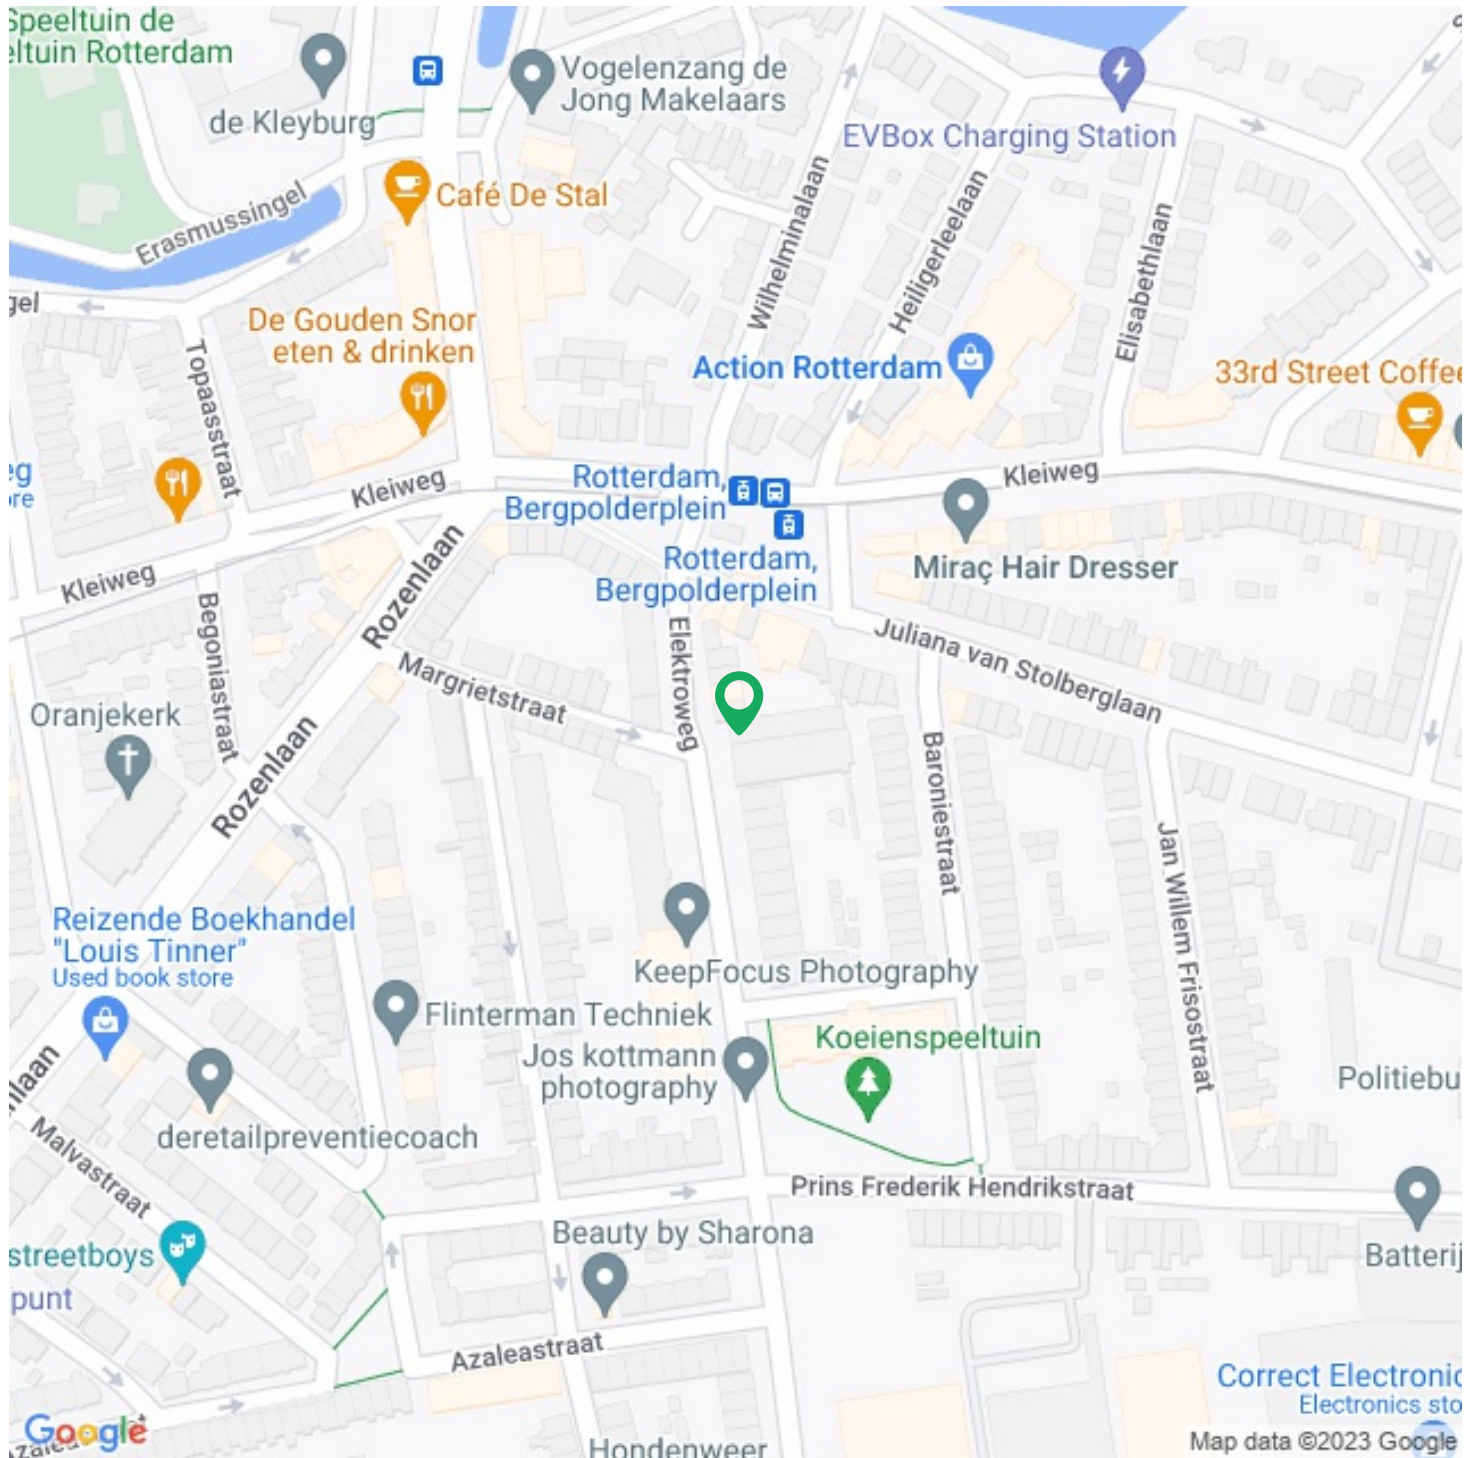 Speeltuin de
eltuin Rotterdam
de Kleyburg
Vogelenzang de
Jong Makelaars
EVBox Charging Station
Café De Stal
Erasmussingel
Wilhelminalaan
Heiligerleelaan
Elisabethlaan
gel
De Gouden Snor
eten & drinken
Topaasstraat
Action Rotterdam
33rd Street Coffee
eg
re
Kleiweg
Rotterdam,
Bergpolderplein
Kleiweg
Rotterdam,
Bergpolderplein
Miraç Hair Dresser
Kleiweg
Rozenlaan
Begoniastraat
Elektroweg
Juliana van Stolberglaan
Margrietstraat
Oranjekerk
Rozenlaan
Baroniestraat
Jan Willem Frisostraat
Reizende Boekhandel
"Louis Tinner"
Used book store
KeepFocus Photography
Flinterman Techniek
Koeienspeeltuin
Jos kottmann
photography
nlaan
Politiebu
deretailpreventiecoach
Malvastraat
Prins Frederik Hendrikstraat
Beauty by Sharona
streetboys
Batterij
punt
Azaleastraat
Correct Electronic
Electronics sto
Google
Hondenweer
Map data ©2023 Google